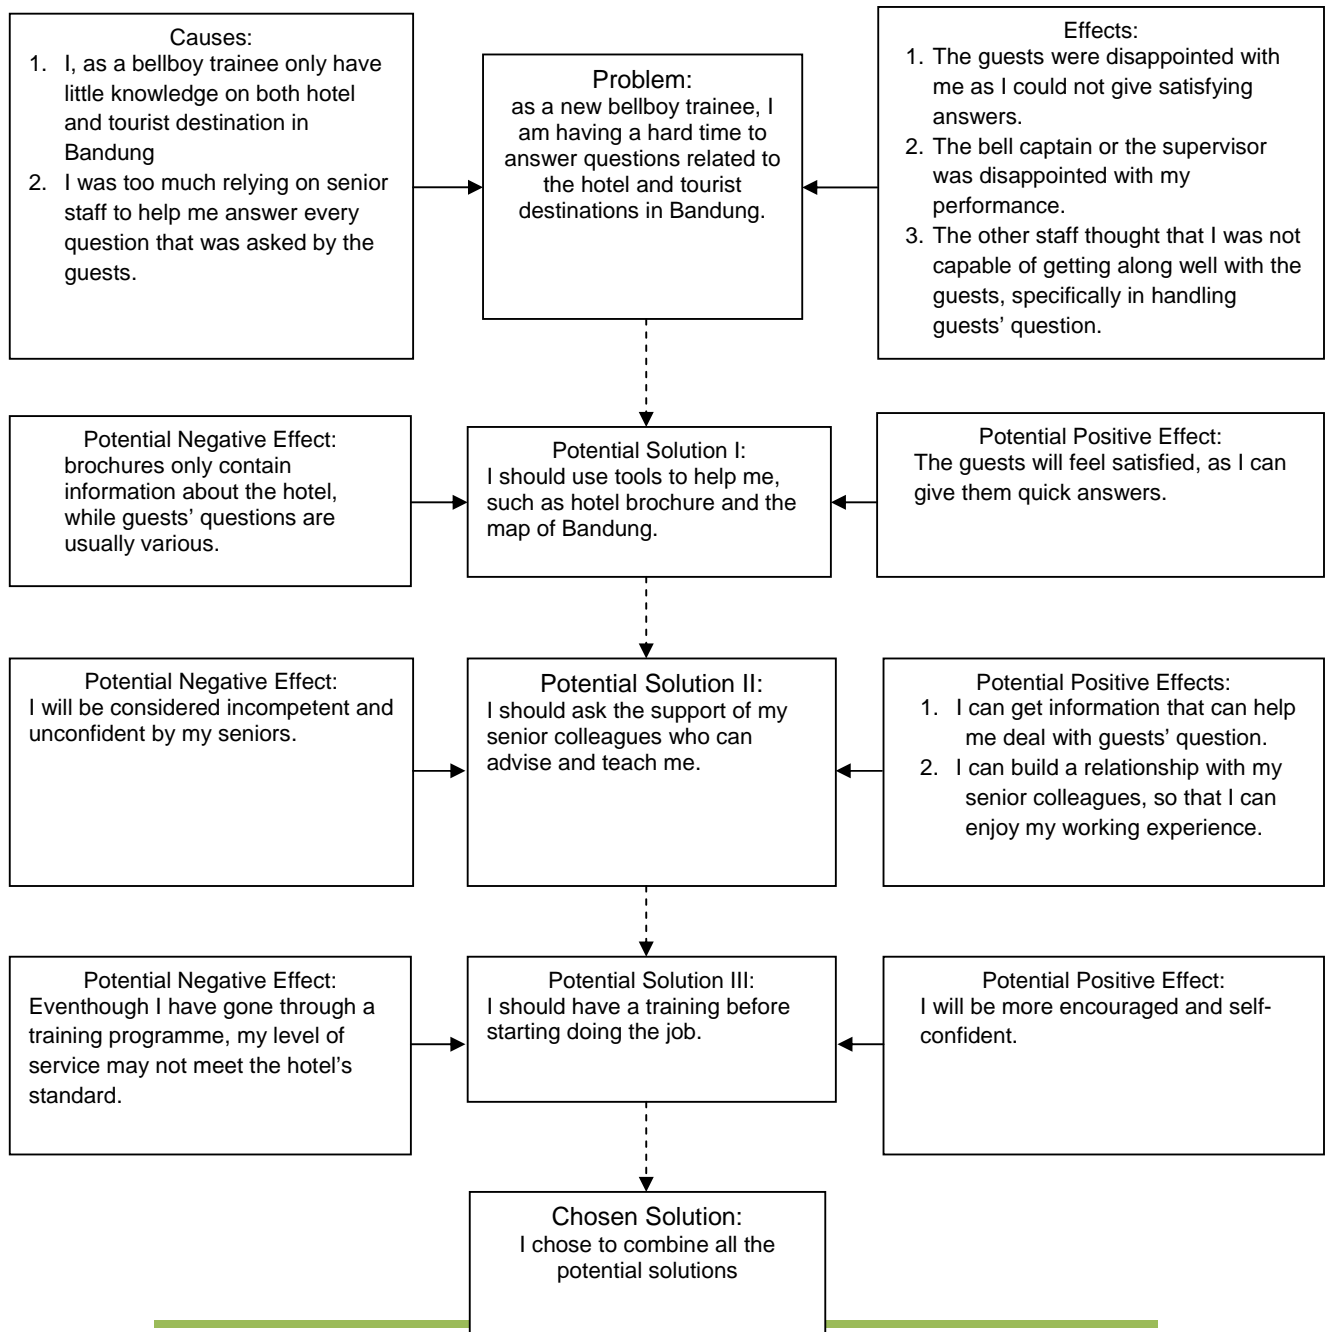 Causes:
1. I, as a bellboy trainee only have
little knowledge on both hotel
and tourist destination in
Bandung
2. I was too much relying on senior
staff to help me answer every
question that was asked by the
guests.
Problem:
as a new bellboy trainee, I
am having a hard time to
answer questions related to
the hotel and tourist
destinations in Bandung.
Effects:
1. The guests were disappointed with
me as I could not give satisfying
answers.
2. The bell captain or the supervisor
was disappointed with my
performance.
3. The other staff thought that I was not
capable of getting along well with the
guests, specifically in handling
guests’ question.
Potential Negative Effect:
brochures only contain
information about the hotel,
while guests’ questions are
usually various.
Potential Solution I:
I should use tools to help me,
such as hotel brochure and the
map of Bandung.
Potential Positive Effect:
The guests will feel satisfied, as I can
give them quick answers.
Potential Negative Effect:
I will be considered incompetent and
unconfident by my seniors.
Potential Solution II:
I should ask the support of my
senior colleagues who can
advise and teach me.
Potential Positive Effects:
1. I can get information that can help
me deal with guests’ question.
2. I can build a relationship with my
senior colleagues, so that I can
enjoy my working experience.
Potential Negative Effect:
Eventhough I have gone through a
training programme, my level of
service may not meet the hotel’s
standard.
Potential Solution III:
I should have a training before
starting doing the job.
Potential Positive Effect:
I will be more encouraged and self-
confident.
Chosen Solution:
I chose to combine all the
potential solutions